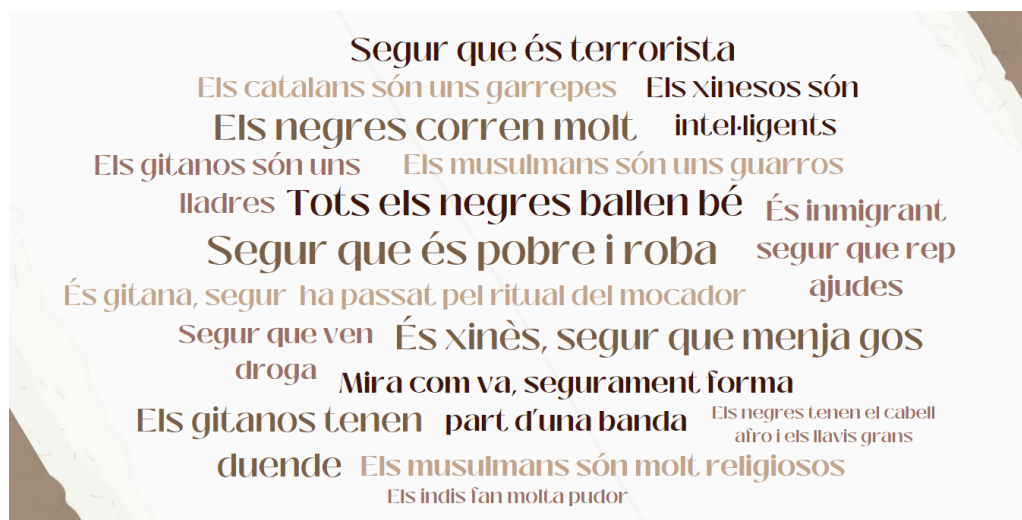 Segur que és terrorista
Els catalans són uns garrepes
Els xinesos són
intel·ligents
Els negres corren molt
Els gitanos són uns
lladres
Els musulmans són uns guarros
Tots els negres ballen bé
És inmigrant
segur que rep
ajudes
Segur que és pobre i roba
És gitana, segur  ha passat pel ritual del mocador
Segur que ven
droga
És xinès, segur que menja gos
Mira com va, segurament forma
part d'una banda
Els gitanos tenen
duende
Els negres tenen el cabell
afro i els llavis grans
Els musulmans són molt religiosos
Els indis fan molta pudor